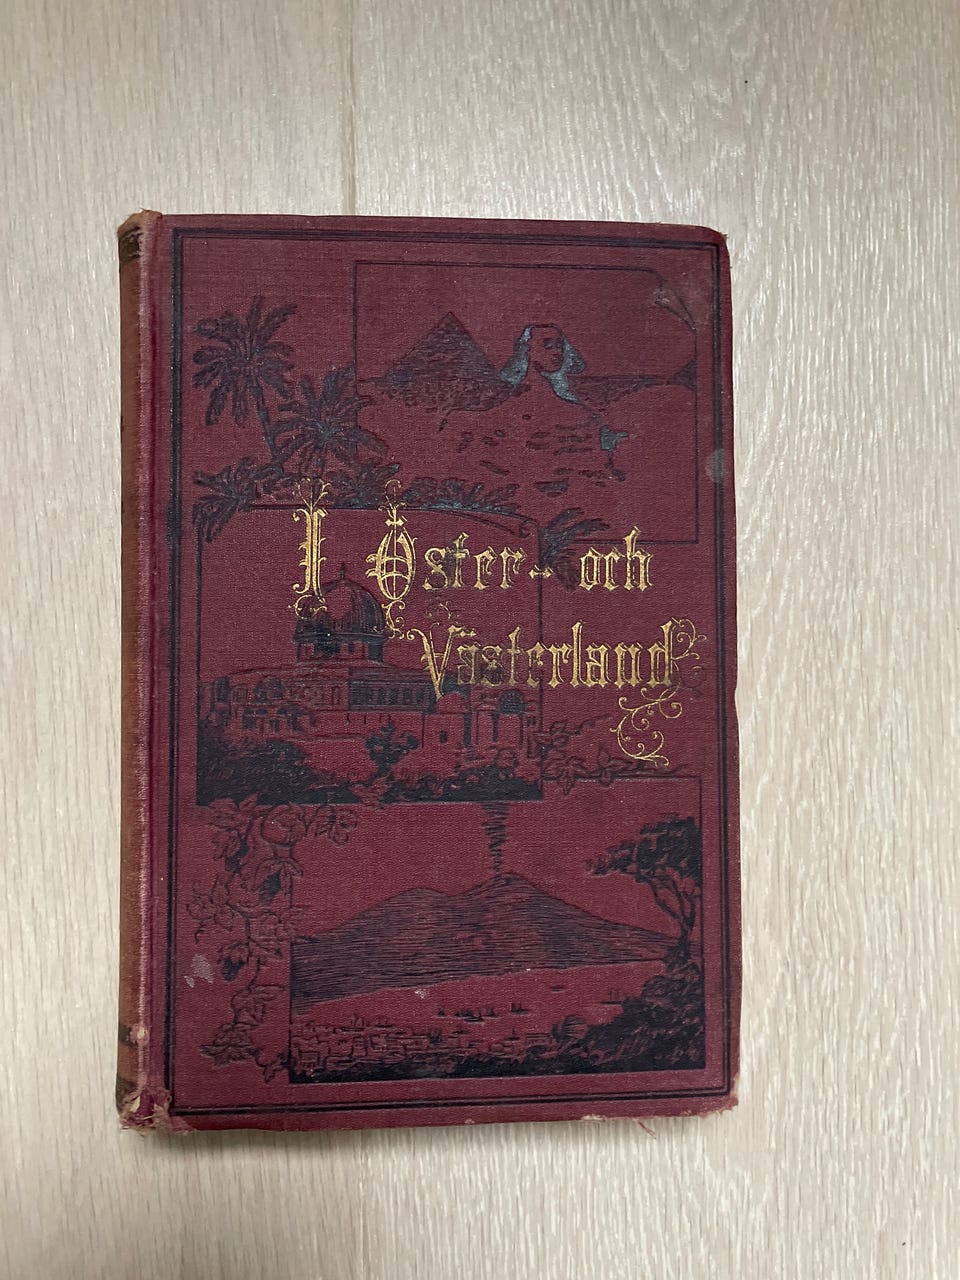 I Öster- och
Västerland